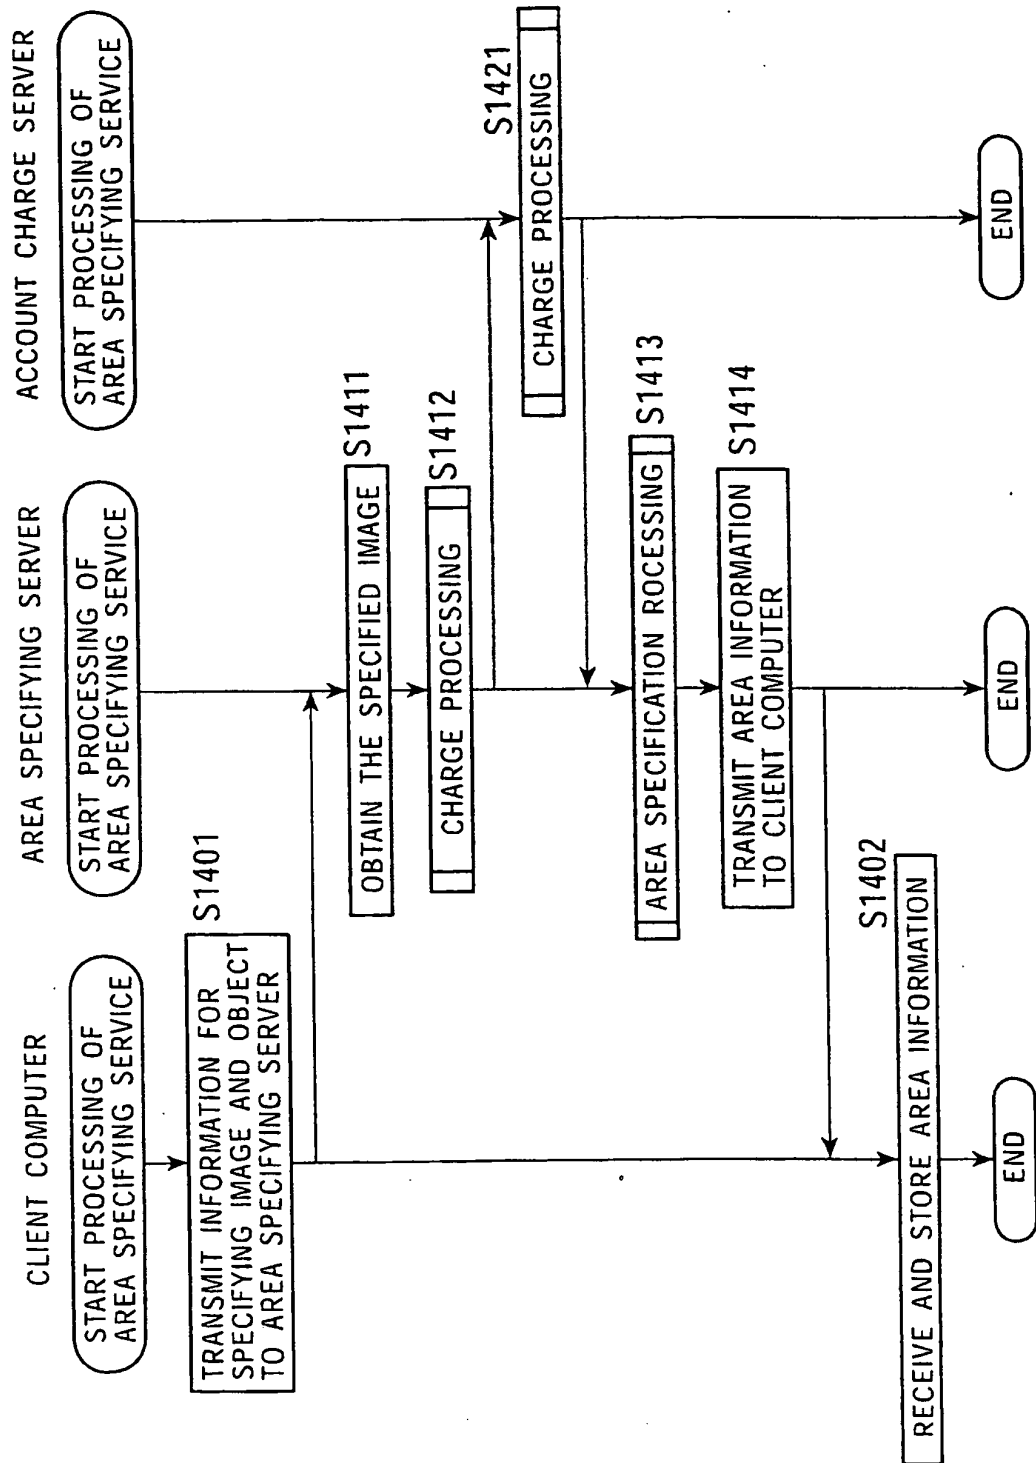 CLIENT COMPUTER
START PROCESSING OF
AREA SPECIFYING SERVICE
S1401
TRANSMIT INFORMATION FOR
SPECIFYING IMAGE AND OBJECT
TO AREA SPECIFYING SERVER
S1402
RECEIVE AND STORE AREA INFORMATION
END
AREA SPECIFYING SERVER
START PROCESSING OF
AREA SPECIFYING SERVICE
S1411
OBTAIN THE SPECIFIED IMAGE
S1412
CHARGE PROCESSING
S1413
AREA SPECIFICATION ROCESSING
S1414
TRANSMIT AREA INFORMATION
TO CLIENT COMPUTER
END
ACCOUNT CHARGE SERVER
START PROCESSING OF
AREA SPECIFYING SERVICE
S1421
CHARGE PROCESSING
END